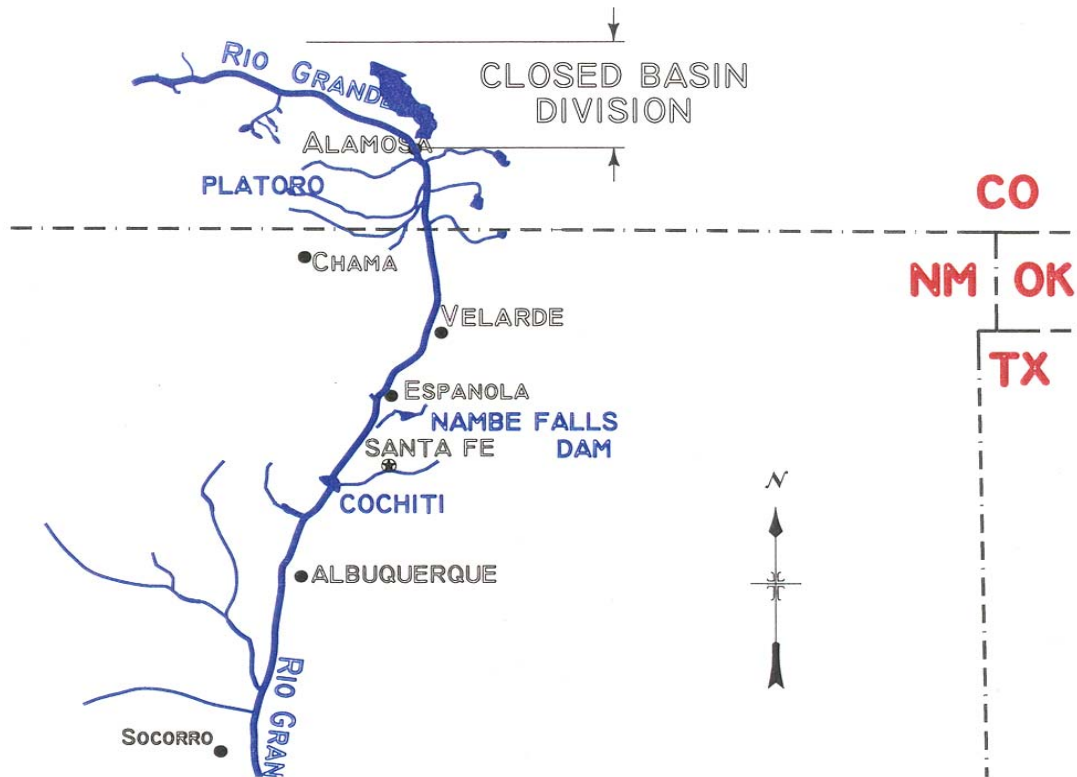 RIO GRANDE
CLOSED BASIN
DIVISION
ALAMOSA
PLATORO
CO
CHAMA
NM
OK
VELARDE
TX
ESPANOLA
NAMBE FALLS
DAM
SANTA FE
N
COCHITI
ALBUQUERQUE
RIO GRAN
SOCORRO